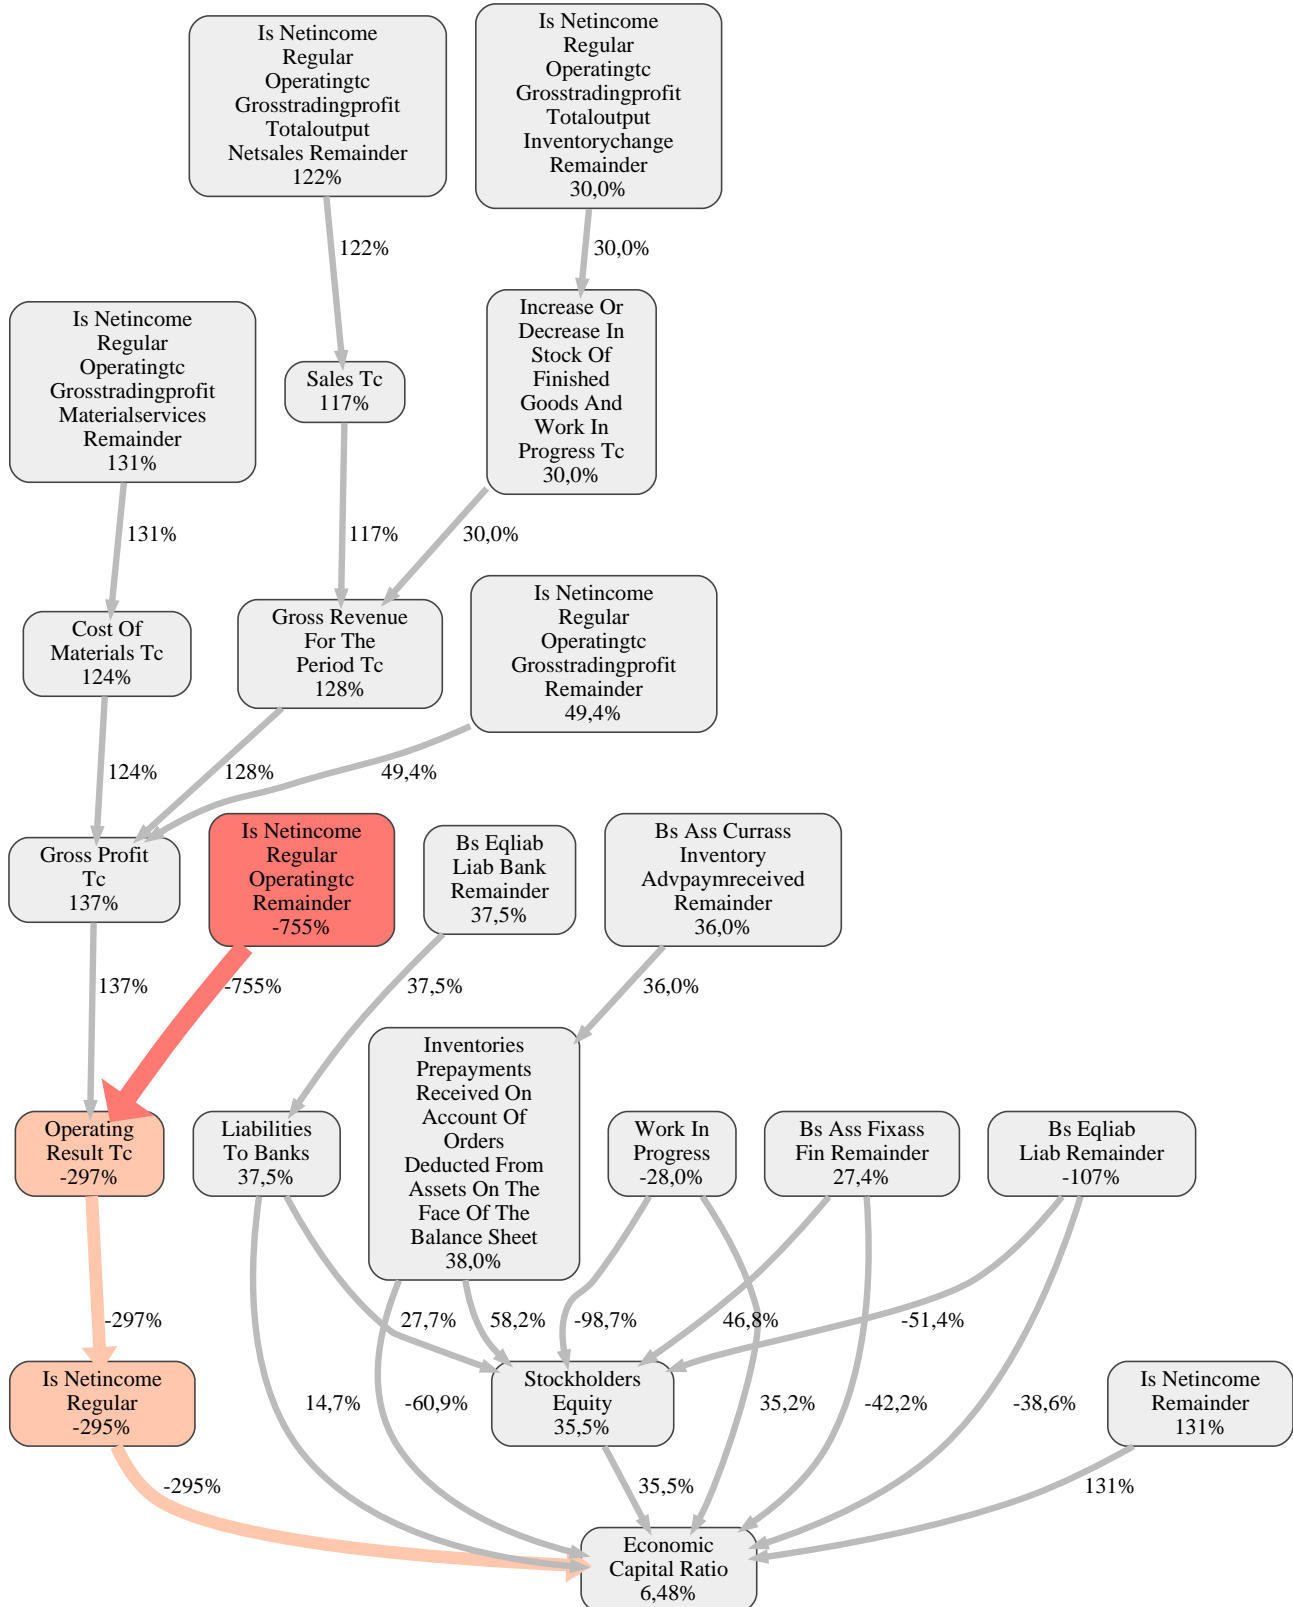 Is Netincome
Regular
Operatingtc
Grosstradingprofit
Totaloutput
Netsales Remainder
122%
Is Netincome
Regular
Operatingtc
Grosstradingprofit
Totaloutput
Inventorychange
Remainder
30,0%
122%
30,0%
Is Netincome
Regular
Operatingtc
Grosstradingprofit
Materialservices
Remainder
131%
Sales Tc
117%
Increase Or
Decrease In
Stock Of
Finished
Goods And
Work In
Progress Tc
30,0%
131%
117%
30,0%
Cost Of
Materials Tc
124%
Gross Revenue
For The
Period Tc
128%
Is Netincome
Regular
Operatingtc
Grosstradingprofit
Remainder
49,4%
124%
128%
49,4%
Gross Profit
Tc
137%
Is Netincome
Regular
Operatingtc
Remainder
-755%
Bs Eqliab
Liab Bank
Remainder
37,5%
Bs Ass Currass
Inventory
Advpaymreceived
Remainder
36,0%
137%
-755%
37,5%
36,0%
Operating
Result Tc
-297%
Liabilities
To Banks
37,5%
Inventories
Prepayments
Received On
Account Of
Orders
Deducted From
Assets On The
Face Of The
Balance Sheet
38,0%
Work In
Progress
-28,0%
Bs Ass Fixass
Fin Remainder
27,4%
Bs Eqliab
Liab Remainder
-107%
-297%
27,7%
58,2%
-98,7%
46,8%
-51,4%
Is Netincome
Regular
-295%
Stockholders
Equity
35,5%
Is Netincome
Remainder
131%
14,7%
-60,9%
35,2%
-42,2%
-38,6%
-295%
35,5%
131%
Economic
Capital Ratio
6,48%